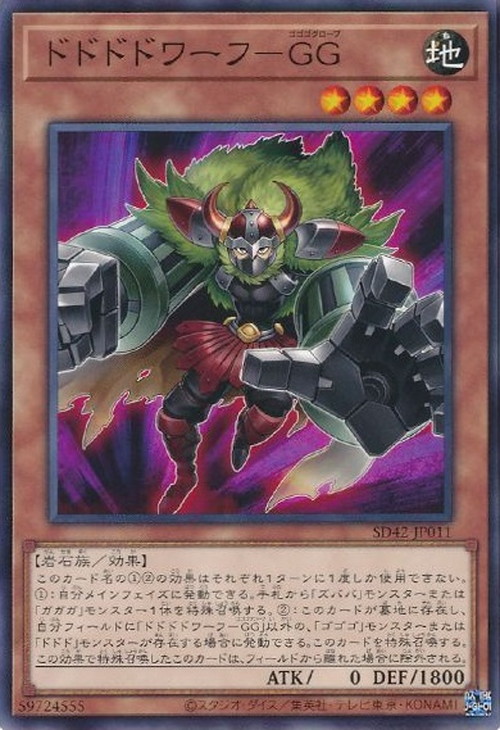 ゴゴゴグローブ
ドドドドワーフ－GG
地
SD42-JP011
【岩石族／効果】
このカード名の①②の効果はそれぞれ1ターンに1度しか使用できない。
①：自分メインフェイズに発動できる。手札から「ズババ」モンスターまたは
「ガガガ」モンスター1体を特殊召喚する。②：このカードが墓地に存在し、
自分フィールドに「ドドドドワーフ－GG」以外の、「ゴゴゴ」モンスターまたは
「ドドド」モンスターが存在する場合に発動できる。このカードを特殊召喚する。
この効果で特殊召喚したこのカードは、フィールドから離れた場合に除外される。
ATK/ 0 DEF/1800
59724555 ©スタジオ・ダイス／集英社・テレビ東京・KONAMI